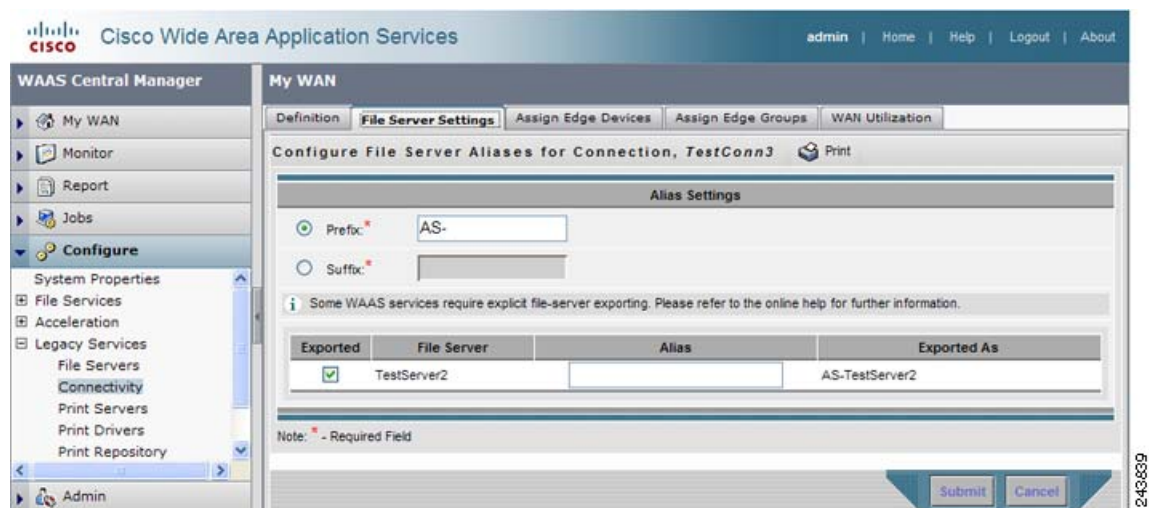 CISCO Cisco Wide Area Application Services
admin | Home | Help | Logout | About
WAAS Central Manager
My WAN
My WAN
Monitor
Report
Jobs
Configure
System Properties
File Services
Acceleration
Legacy Services
File Servers
Connectivity
Print Servers
Print Drivers
Print Repository
Admin
Definition
File Server Settings
Assign Edge Devices
Assign Edge Groups
WAN Utilization
Configure File Server Aliases for Connection, TestConn3 Print
Alias Settings
Prefix:* AS-
Suffix:*
i Some WAAS services require explicit file-server exporting. Please refer to the online help for further information.
Exported File Server Alias Exported As
TestServer2 AS-TestServer2
Note: * - Required Field
Submit Cancel
243839